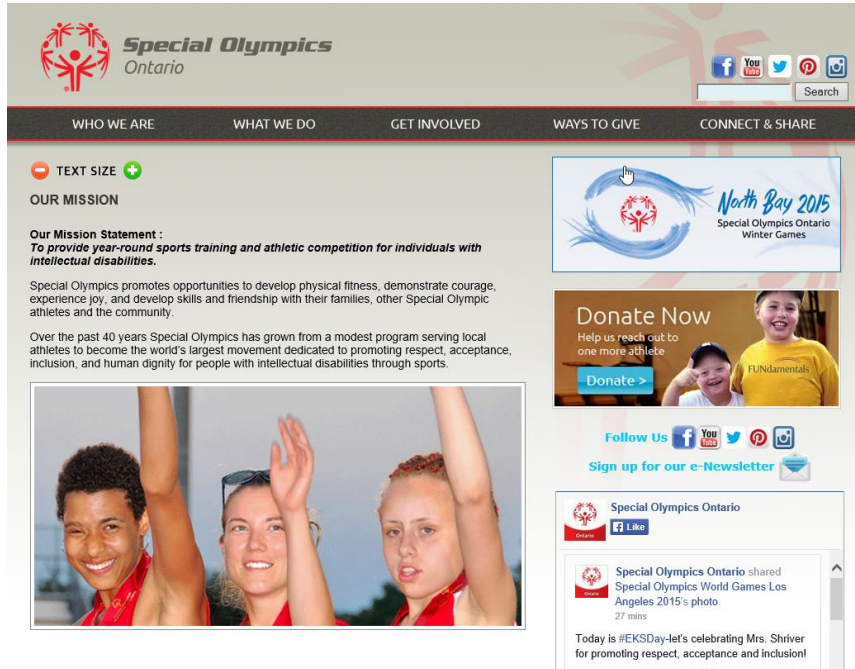 Special Olympics
Ontario
You
Tube
Search
WHO WE ARE
WHAT WE DO
GET INVOLVED
WAYS TO GIVE
CONNECT & SHARE
TEXT SIZE
OUR MISSION
Our Mission Statement :
To provide year-round sports training and athletic competition for individuals with
intellectual disabilities.
Special Olympics promotes opportunities to develop physical fitness, demonstrate courage,
experience joy, and develop skills and friendship with their families, other Special Olympic
athletes and the community.
Over the past 40 years Special Olympics has grown from a modest program serving local
athletes to become the world's largest movement dedicated to promoting respect, acceptance,
inclusion, and human dignity for people with intellectual disabilities through sports.
North Bay 2015
Special Olympics Ontario
Winter Games
Donate Now
Help us reach out to
one more athlete
Donate >
FUNdamentals
Follow Us
You
Tube
Sign up for our e-Newsletter
Ontario
Special Olympics Ontario
Like
Ontario
Special Olympics Ontario shared
Special Olympics World Games Los
Angeles 2015's photo.
27 mins
Today is #EKSDay-let's celebrating Mrs. Shriver
for promoting respect, acceptance and inclusion!